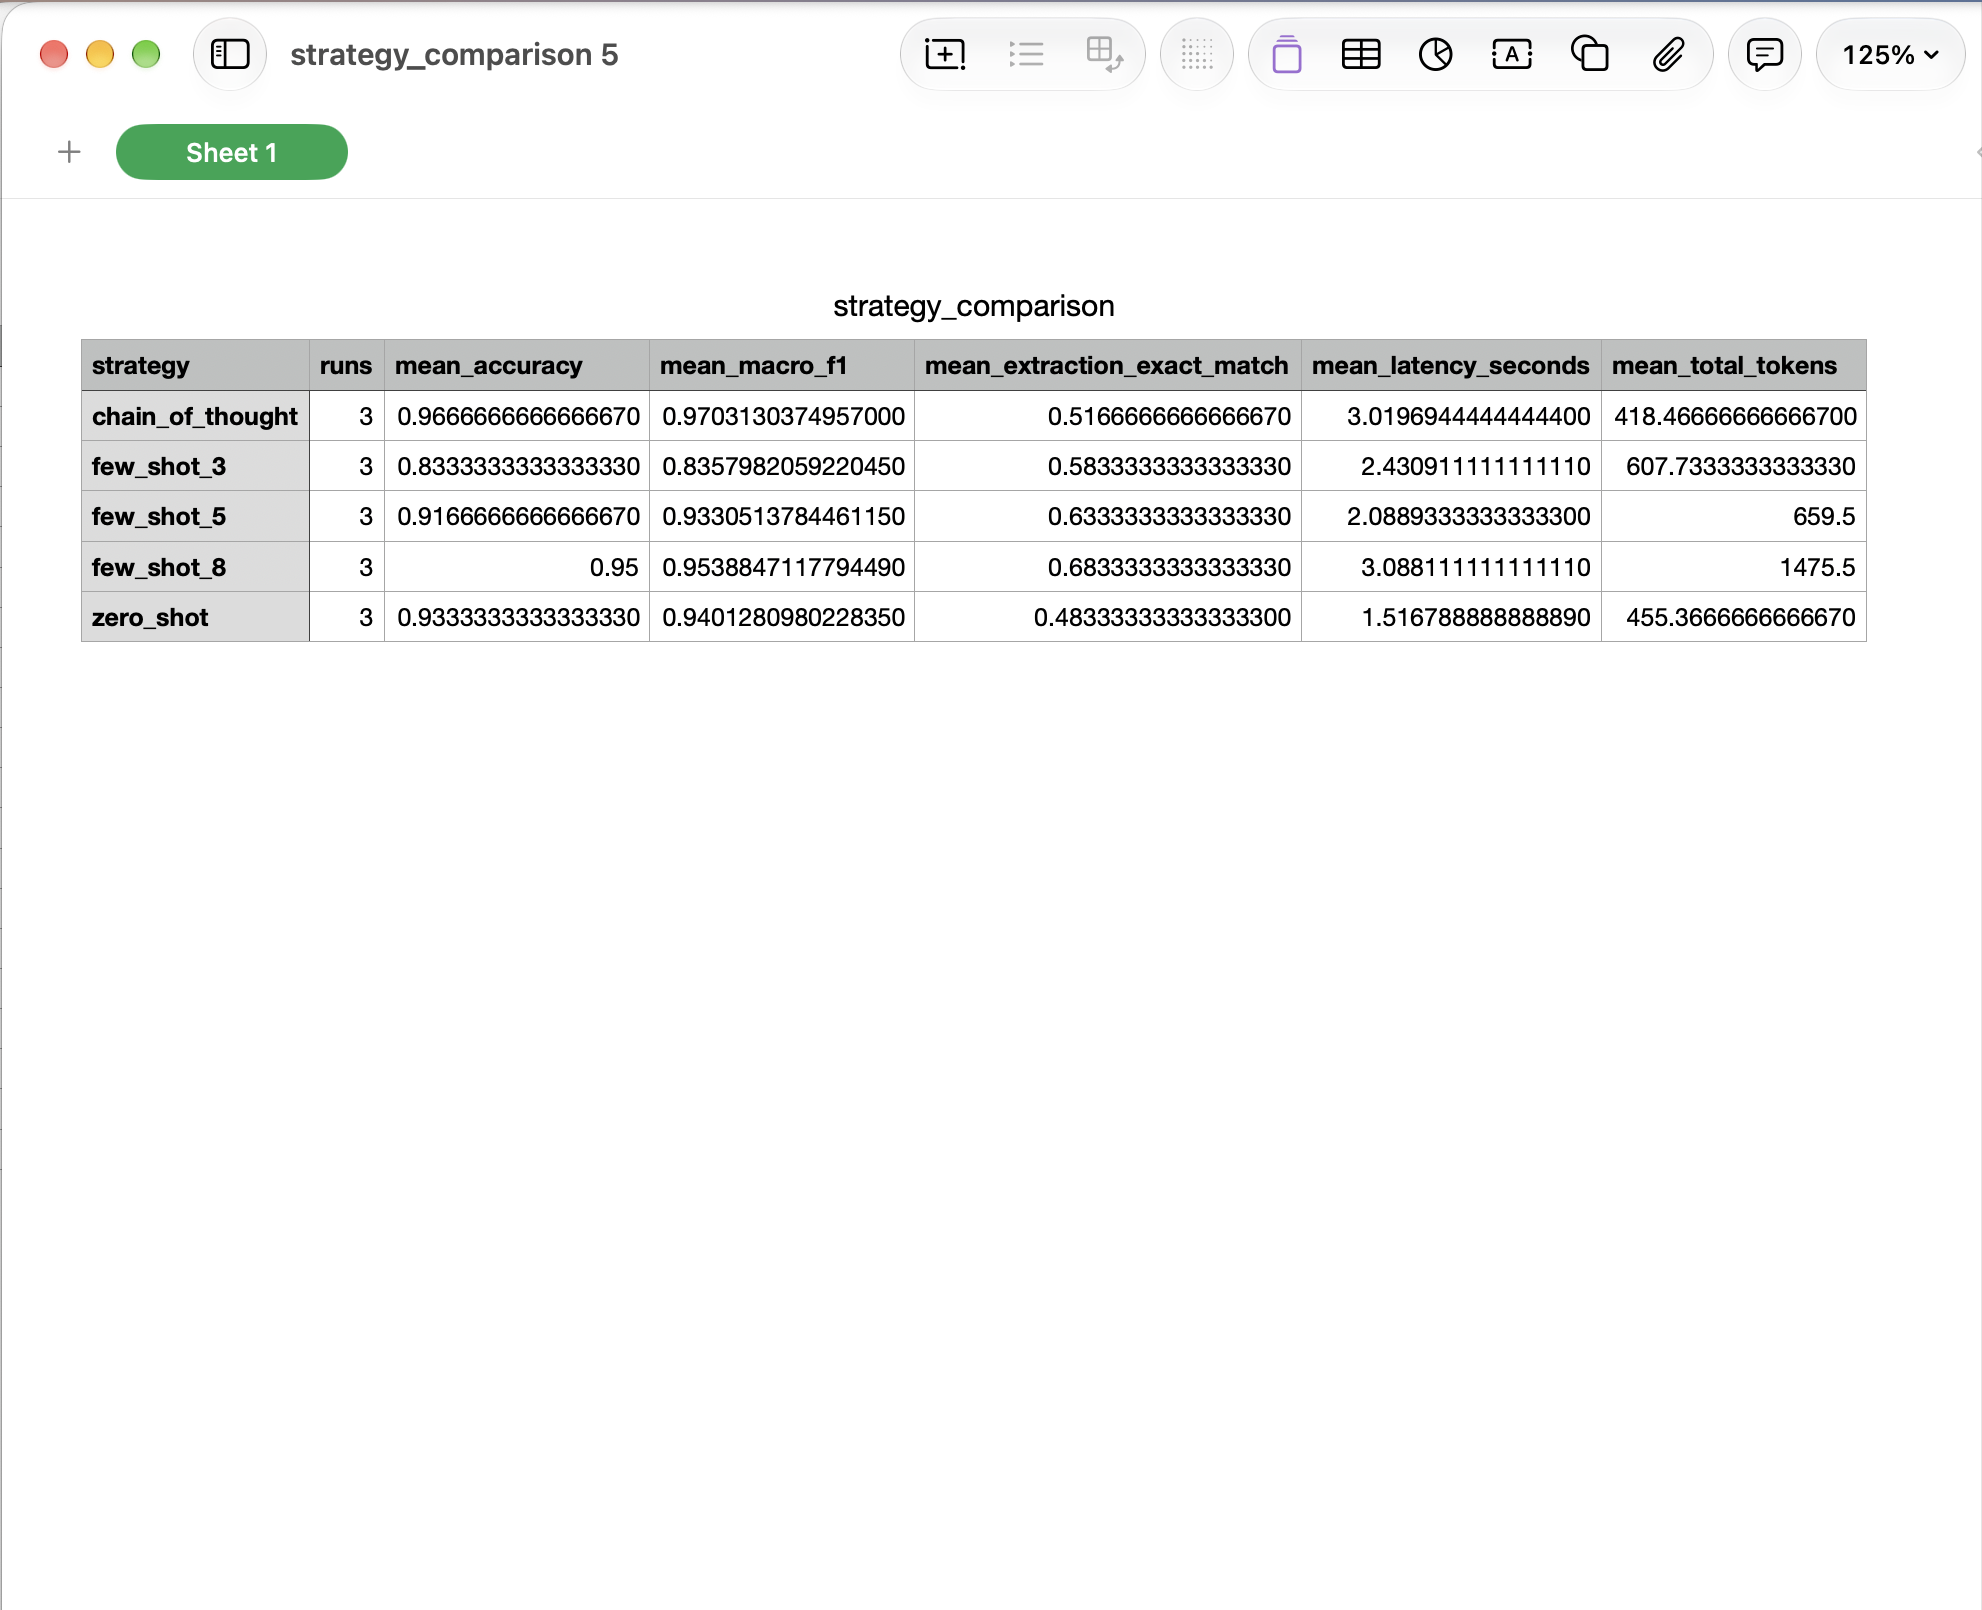 strategy_comparison 5
125%
Sheet 1
strategy_comparison
strategy runs mean_accuracy mean_macro_f1 mean_extraction_exact_match mean_latency_seconds mean_total_tokens
chain_of_thought 3 0.9666666666666670 0.9703130374957000 0.5166666666666670 3.0196944444444400 418.46666666666700
few_shot_3 3 0.8333333333333330 0.8357982059220450 0.5833333333333330 2.430911111111110 607.7333333333330
few_shot_5 3 0.9166666666666670 0.9330513784461150 0.6333333333333330 2.0889333333333300 659.5
few_shot_8 3 0.95 0.9538847117794490 0.6833333333333330 3.088111111111110 1475.5
zero_shot 3 0.9333333333333330 0.9401280980228350 0.48333333333333300 1.516788888888890 455.3666666666670